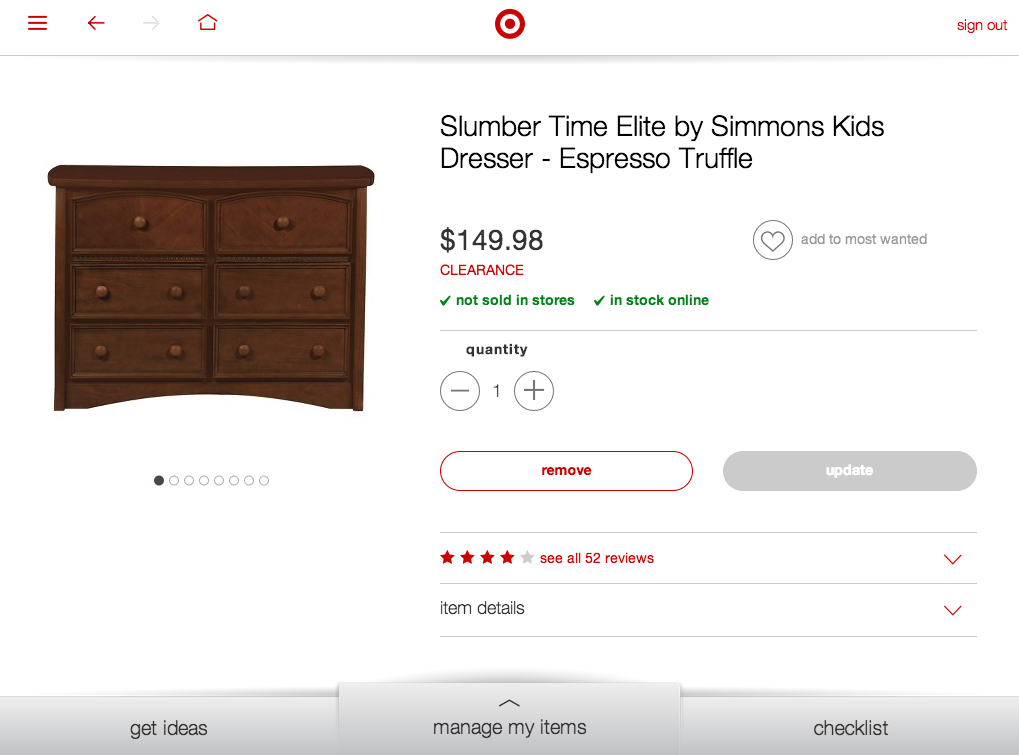 sign out
Slumber Time Elite by Simmons Kids
Dresser - Espresso Truffle
$149.98
add to most wanted
CLEARANCE
not sold in stores
in stock online
quantity
1
remove
update
see all 52 reviews
item details
get ideas
manage my items
checklist